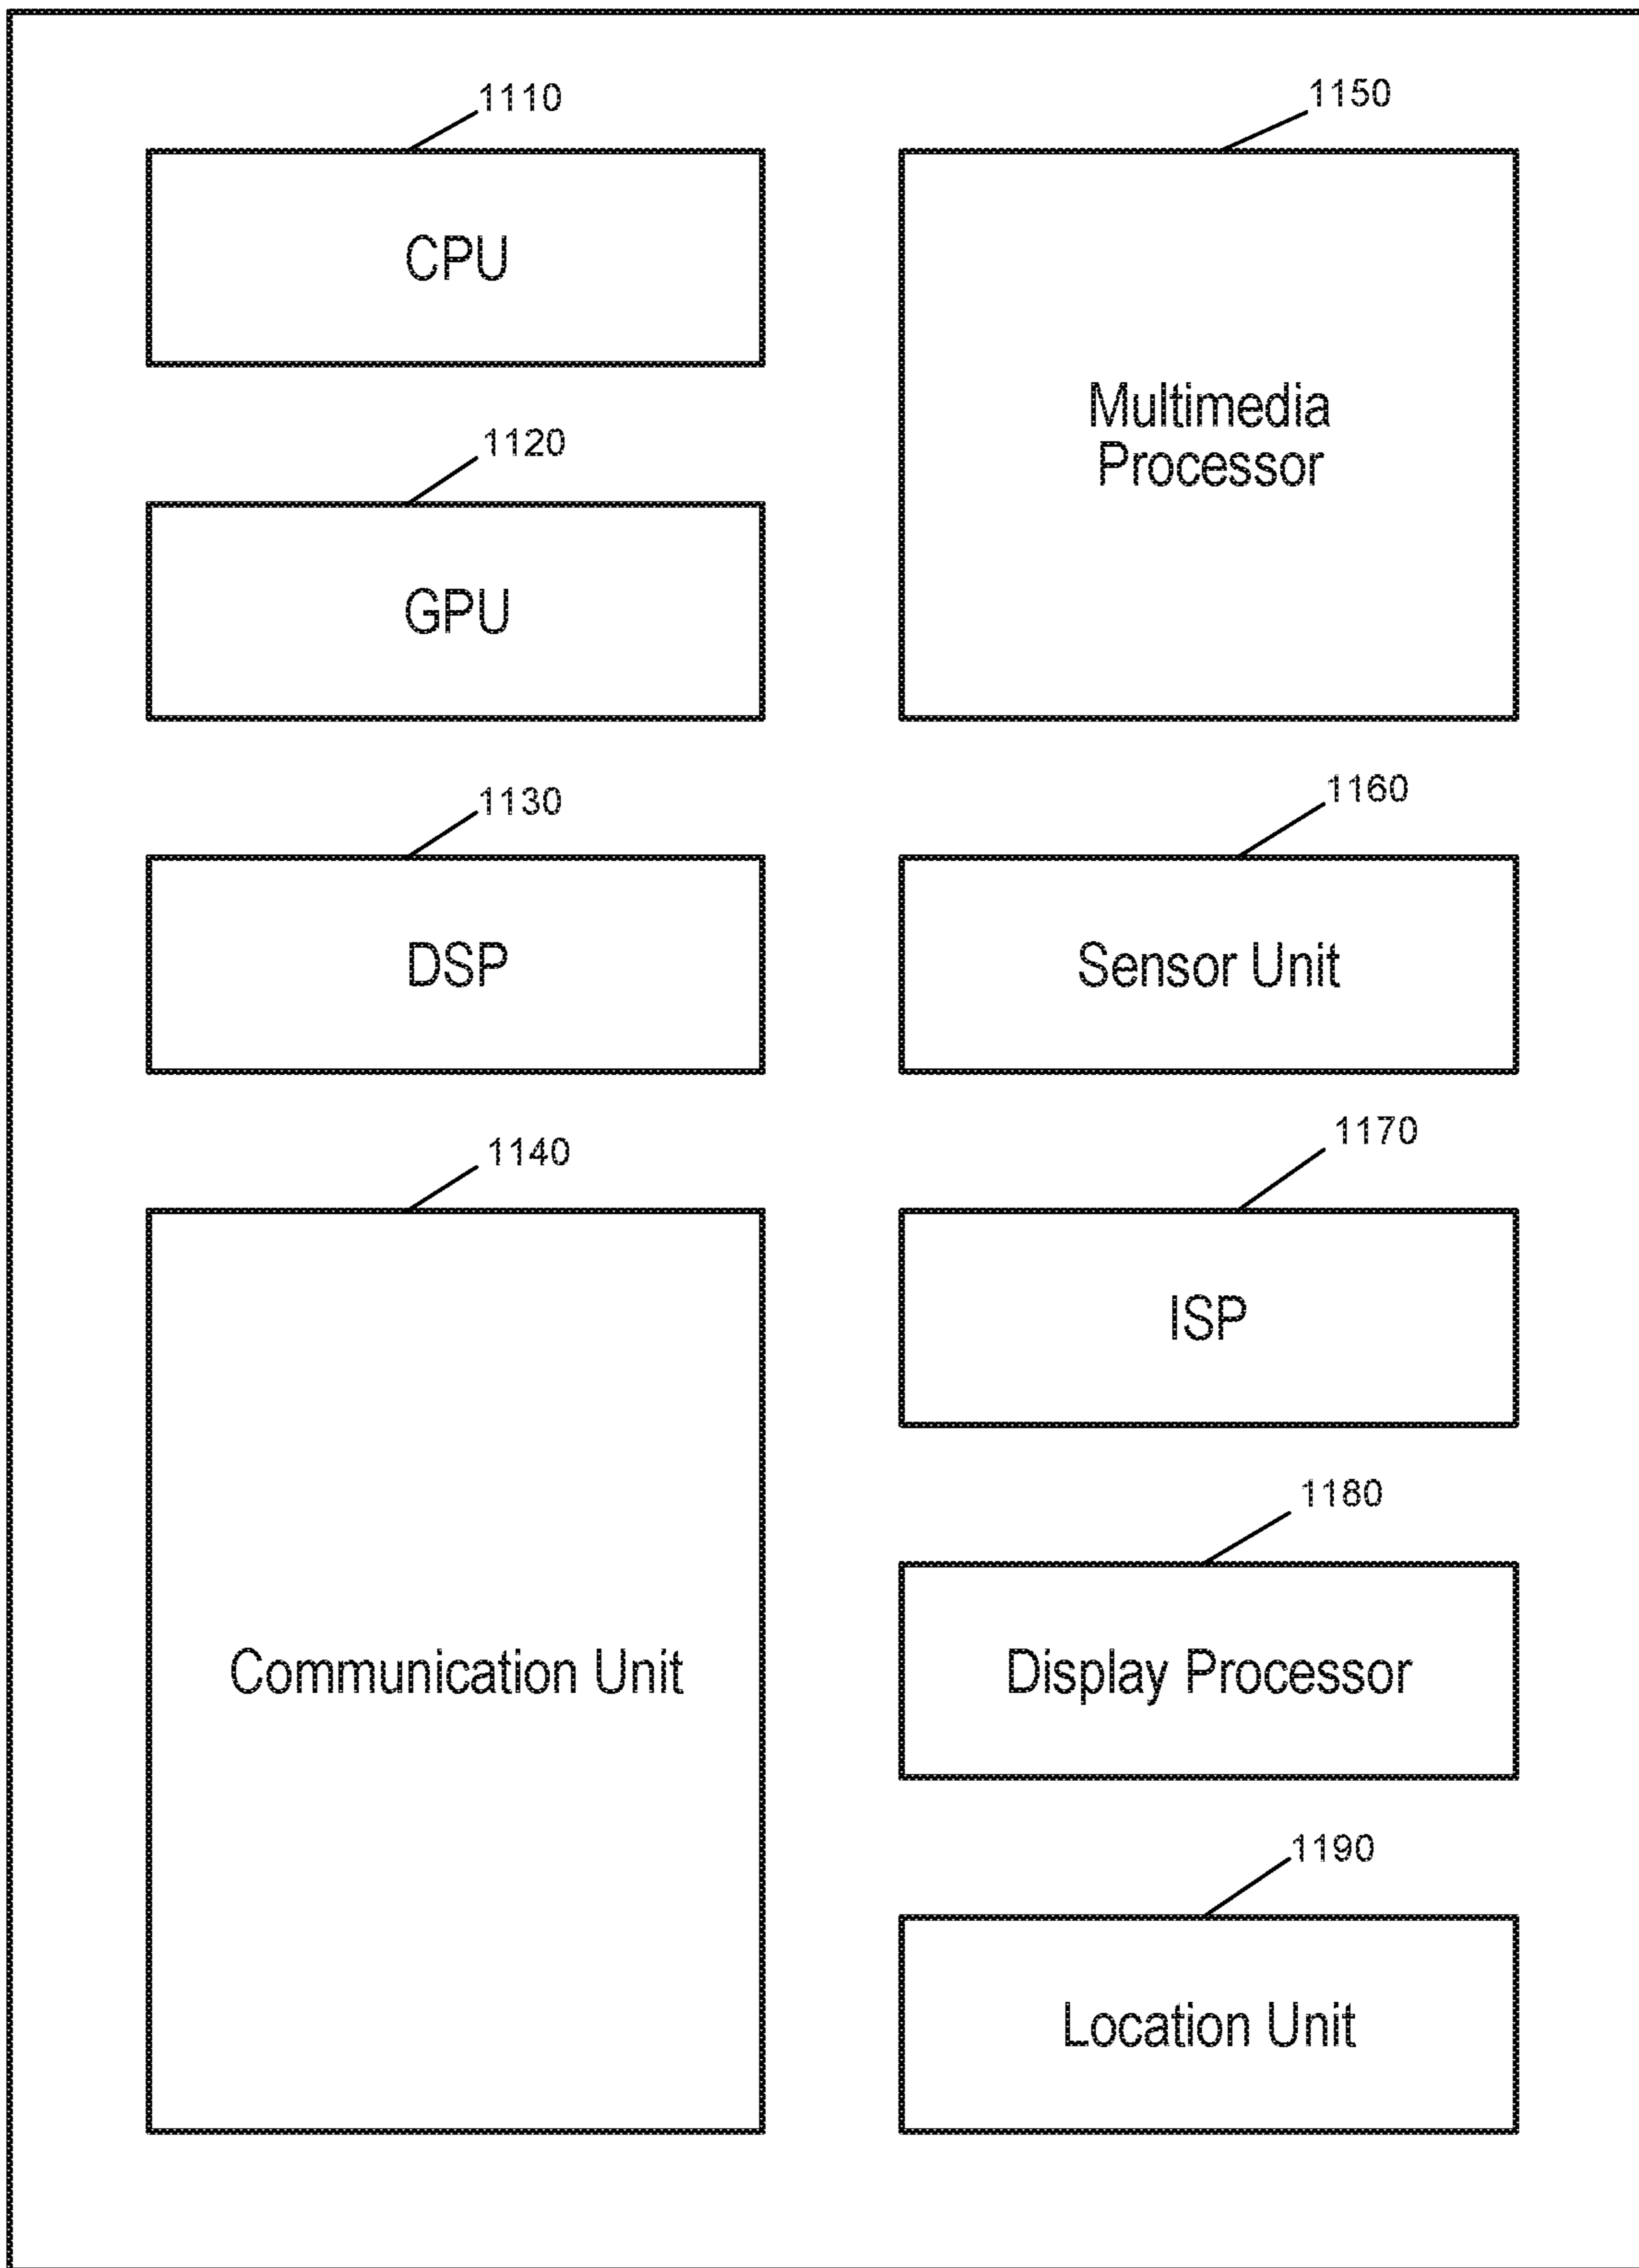 1110
CPU
1120
GPU
1130
DSP
1140
Communication Unit
1150
Multimedia
Processor
1160
Sensor Unit
1170
ISP
1180
Display Processor
1190
Location Unit